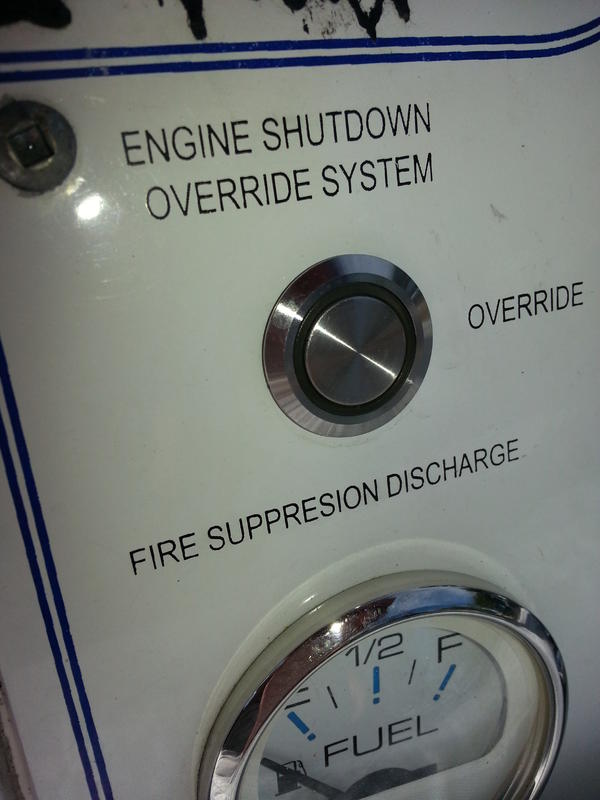 ENGINE SHUTDOWN
OVERRIDE SYSTEM
OVERRIDE
FIRE SUPPRESION DISCHARGE
1/2
F
FUEL